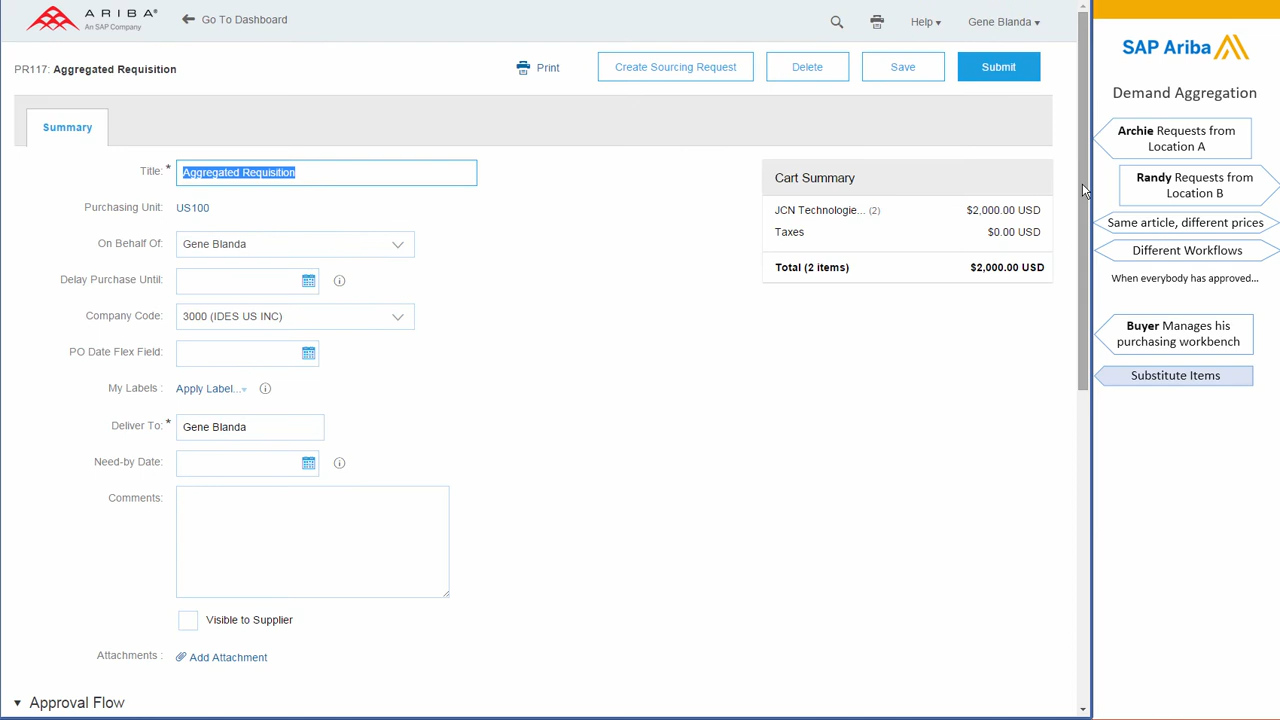 ARIBA
An SAP Company
Go To Dashboard
Help
Gene Blanda
PR117: Aggregated Requisition
Print
Create Sourcing Request
Delete
Save
Submit
Summary
Title: *
Aggregated Requisition
Purchasing Unit:
US100
On Behalf Of:
Gene Blanda
Delay Purchase Until:
Company Code:
3000 (IDES US INC)
PO Date Flex Field:
My Labels :
Apply Label...
Deliver To: *
Gene Blanda
Need-by Date:
Comments:
Visible to Supplier
Attachments :
Add Attachment
Approval Flow
Cart Summary
JCN Technologie... (2) $2,000.00 USD
Taxes $0.00 USD
Total (2 items) $2,000.00 USD
SAP Ariba
Demand Aggregation
Archie Requests from
Location A
Randy Requests from
Location B
Same article, different prices
Different Workflows
When everybody has approved...
Buyer Manages his
purchasing workbench
Substitute Items